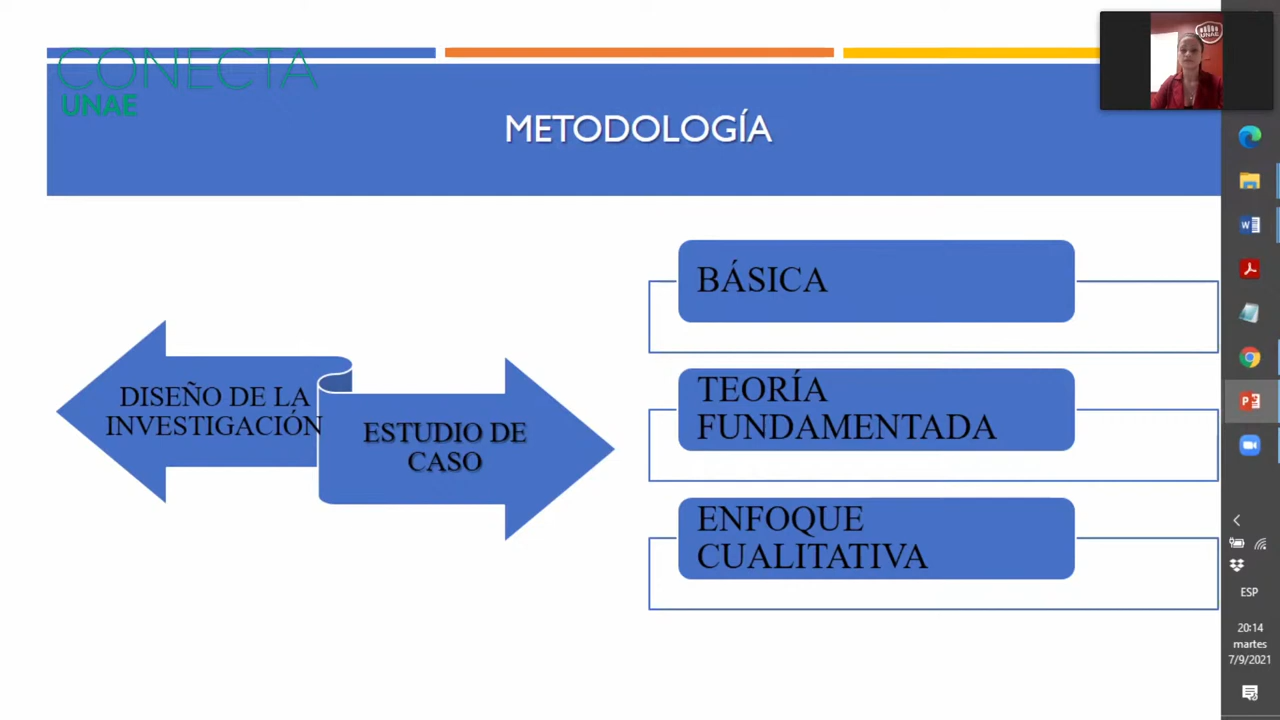 CONECTA
UNAE
METODOLOGÍA
UNAE
DISEÑO DE LA
INVESTIGACIÓN
ESTUDIO DE
CASO
BÁSICA
TEORÍA
FUNDAMENTADA
ENFOQUE
CUALITATIVA
ESP
20:14
martes
7/9/2021